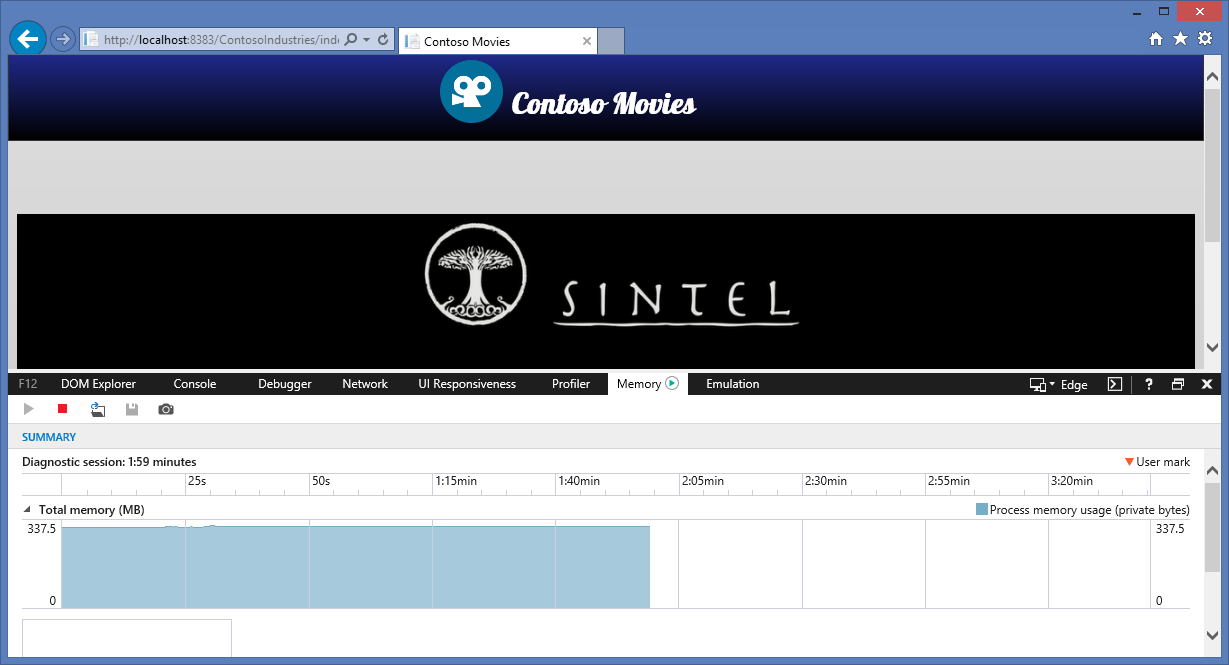 http://localhost:8383/ContosoIndustries/inde
Contoso Movies
Contoso Movies
SINTEL
F12 DOM Explorer Console Debugger Network UI Responsiveness Profiler Memory Emulation Edge ?
SUMMARY
Diagnostic session: 1:59 minutes User mark
25s 50s 1:15min 1:40min 2:05min 2:30min 2:55min 3:20min
Total memory (MB) Process memory usage (private bytes)
337.5 337.5
0 0